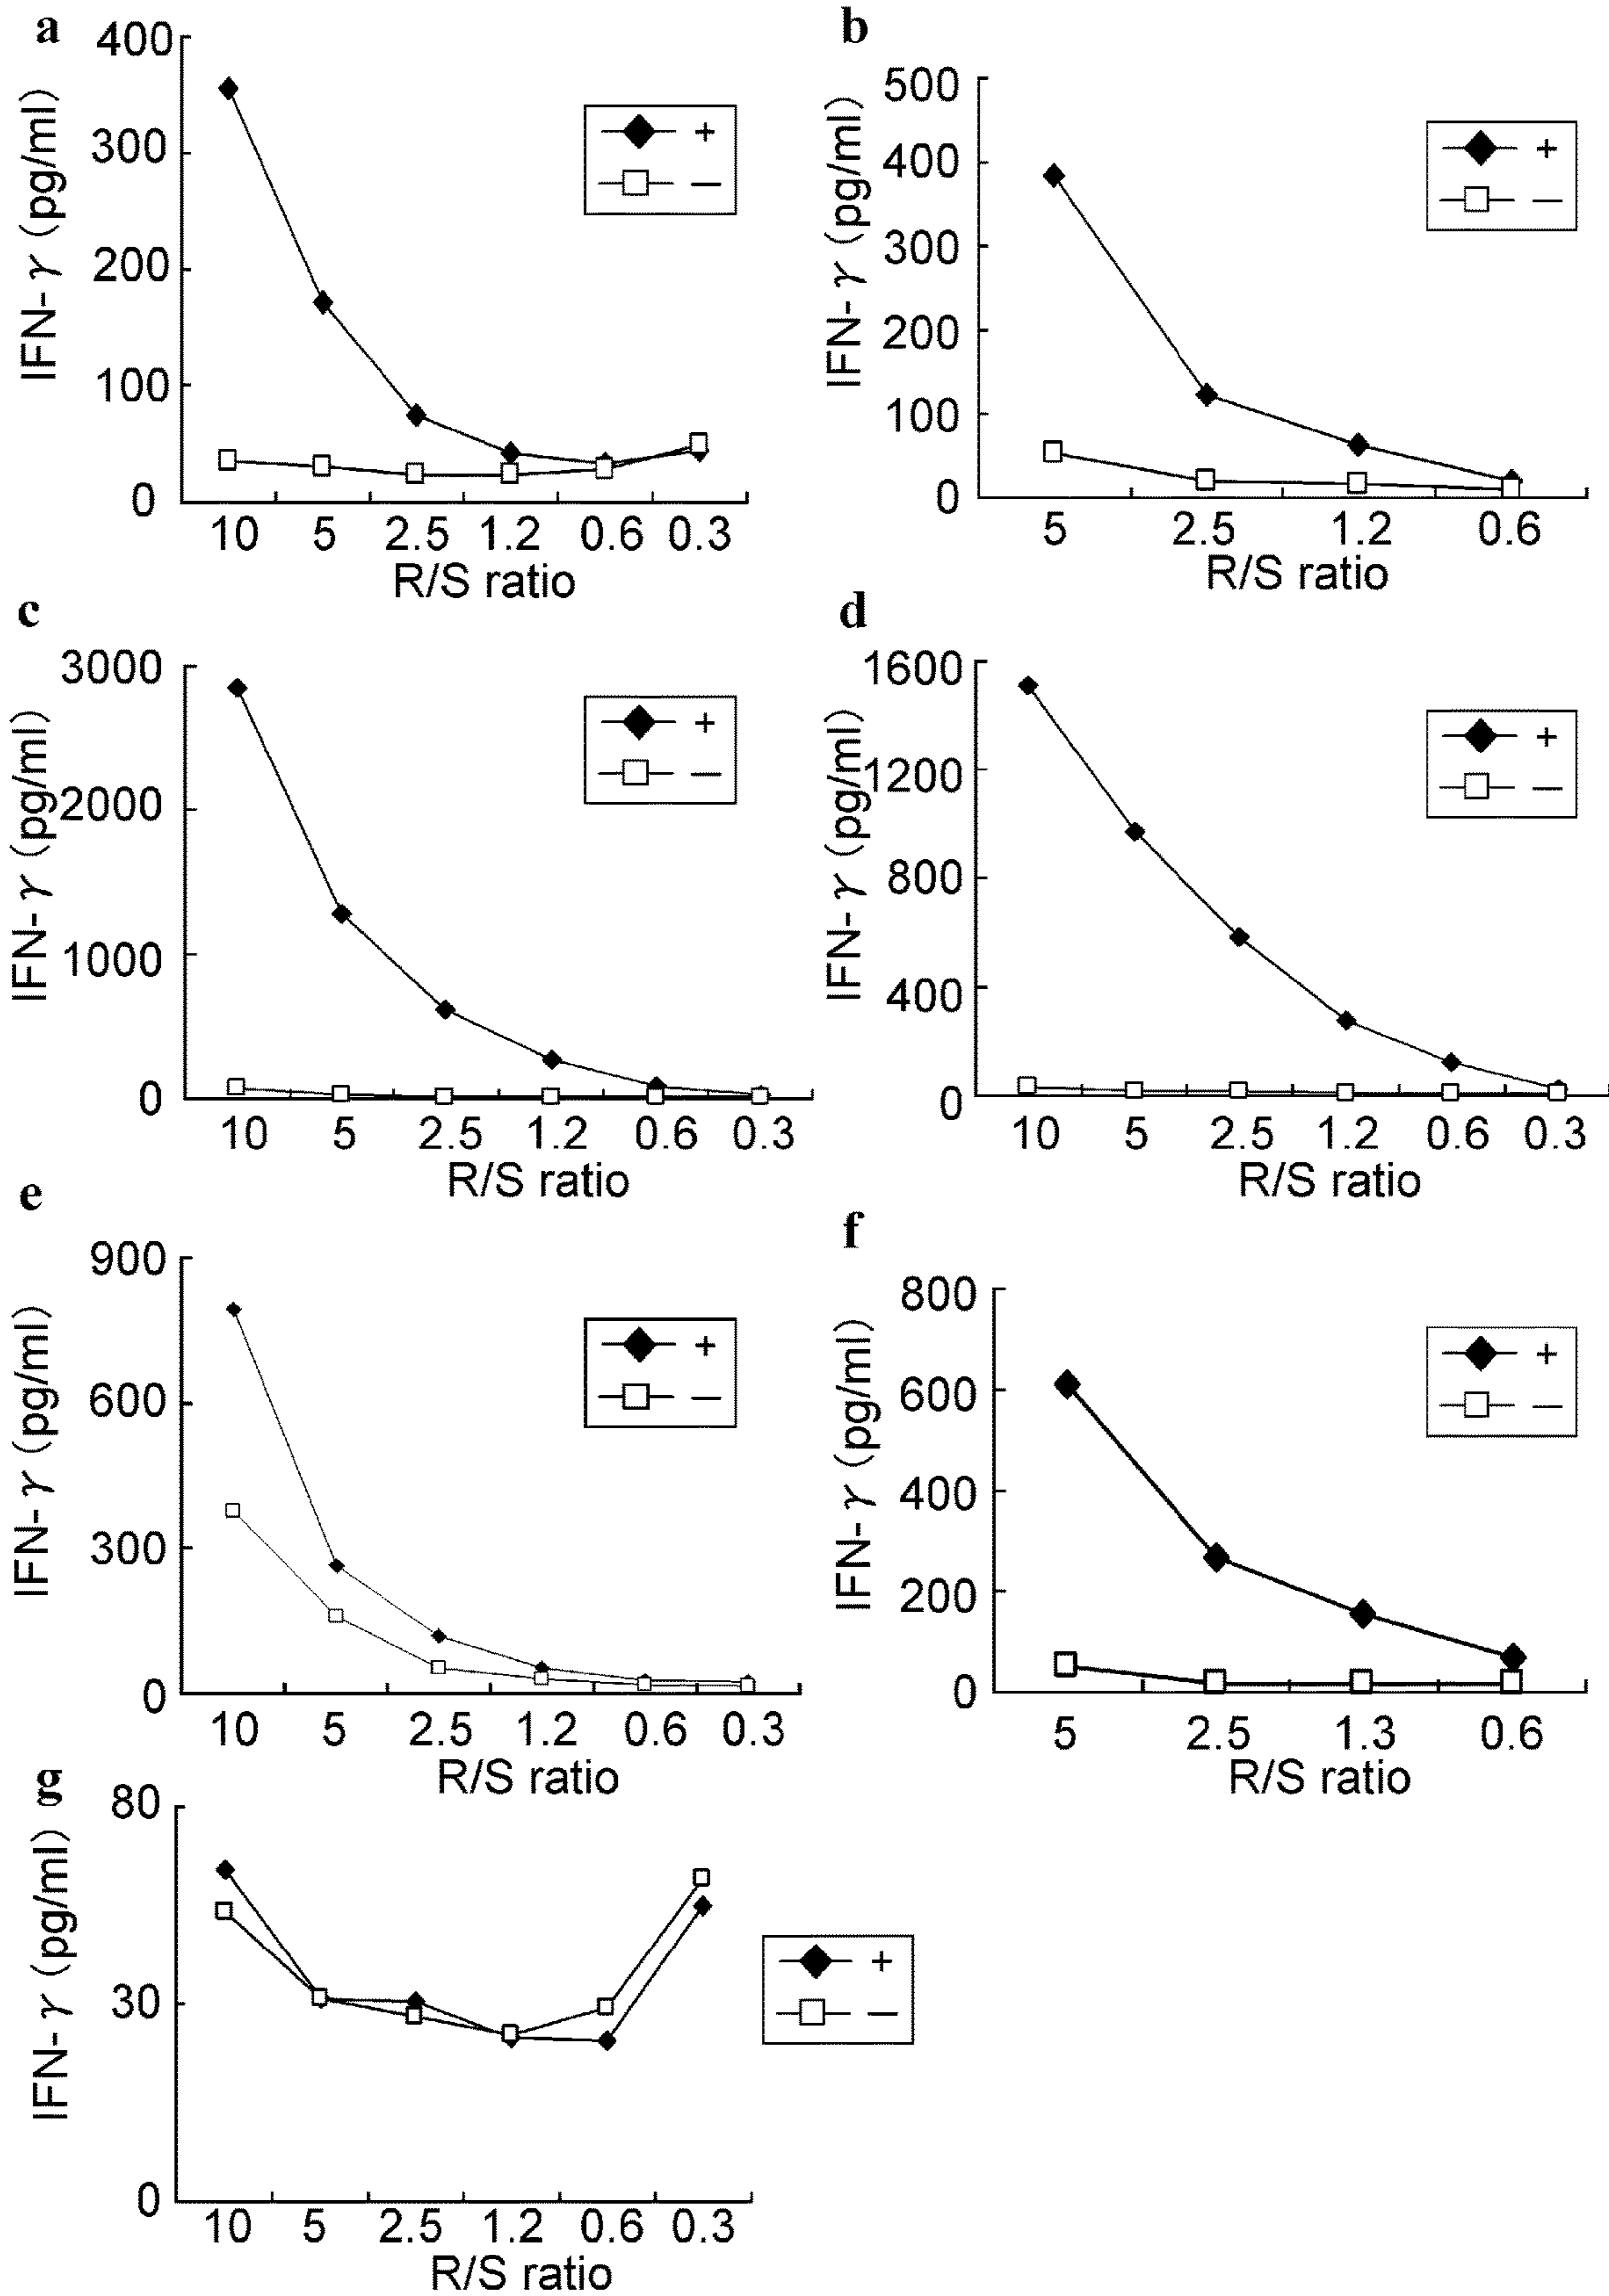 a
400
300
200
100
0
IFN-γ (pg/ml)
+
−
10 5 2.5 1.2 0.6 0.3
R/S ratio
b
500
400
300
200
100
0
IFN-γ (pg/ml)
+
−
5 2.5 1.2 0.6
R/S ratio
c
3000
2000
1000
0
IFN-γ (pg/ml)
+
−
10 5 2.5 1.2 0.6 0.3
R/S ratio
d
1600
1200
800
400
0
IFN-γ (pg/ml)
+
−
10 5 2.5 1.2 0.6 0.3
R/S ratio
e
900
600
300
0
IFN-γ (pg/ml)
+
−
10 5 2.5 1.2 0.6 0.3
R/S ratio
f
800
600
400
200
0
IFN-γ (pg/ml)
+
−
5 2.5 1.3 0.6
R/S ratio
g
80
30
0
IFN-γ (pg/ml)
+
−
10 5 2.5 1.2 0.6 0.3
R/S ratio